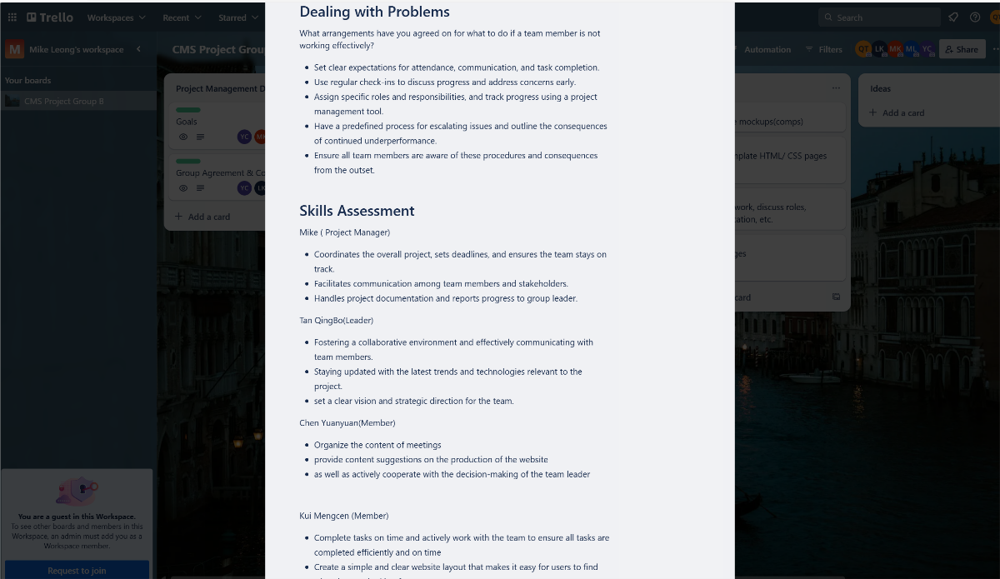 Trello
Workspaces
Recent
Starred
Search
Mike Leong's workspace
M
Your boards
CMS Project Group B
You are a guest in this Workspace.
To see other boards and members in this
Workspace, an admin must add you as a
Workspace member.
Request to join
CMS Project Grou
Automation
Filters
QT
LK
MK
ML
YC
Share
Project Management D
Goals
YC
MK
Group Agreement & Co
YC
LK
+ Add a card
Dealing with Problems
What arrangements have you agreed on for what to do if a team member is not
working effectively?
• Set clear expectations for attendance, communication, and task completion.
• Use regular check-ins to discuss progress and address concerns early.
• Assign specific roles and responsibilities, and track progress using a project
management tool.
• Have a predefined process for escalating issues and outline the consequences
of continued underperformance.
• Ensure all team members are aware of these procedures and consequences
from the outset.
Skills Assessment
Mike ( Project Manager)
• Coordinates the overall project, sets deadlines, and ensures the team stays on
track.
• Facilitates communication among team members and stakeholders.
• Handles project documentation and reports progress to group leader.
Tan QingBo(Leader)
• Fostering a collaborative environment and effectively communicating with
team members.
• Staying updated with the latest trends and technologies relevant to the
project.
• set a clear vision and strategic direction for the team.
Chen Yuanyuan(Member)
• Organize the content of meetings
• provide content suggestions on the production of the website
• as well as actively cooperate with the decision-making of the team leader
Kui Mengcen (Member)
• Complete tasks on time and actively work with the team to ensure all tasks are
completed efficiently and on time
• Create a simple and clear website layout that makes it easy for users to find
e mockups(comps)
nplate HTML/ CSS pages
work, discuss roles,
ation, etc.
ges
card
Ideas
+ Add a card